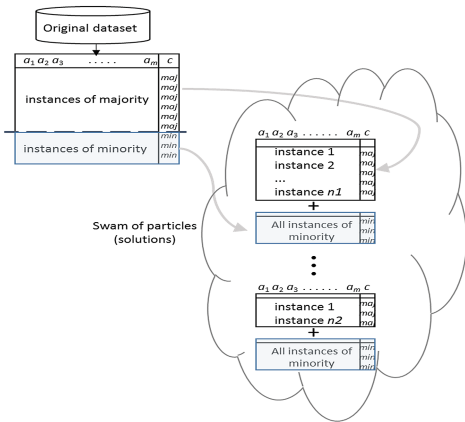 Original dataset
a1 a2 a3 ..... am c
instances of majority
maj
maj
maj
maj
maj
instances of minority
min
min
min
Swam of particles
(solutions)
a1 a2 a3 ...... am c
instance 1
instance 2
...
instance n1
maj
maj
maj
maj
maj
+
All instances of
minority
min
min
min
a1 a2 a3 ...... am c
instance 1
instance n2
maj
maj
maj
+
All instances of
minority
min
min
min